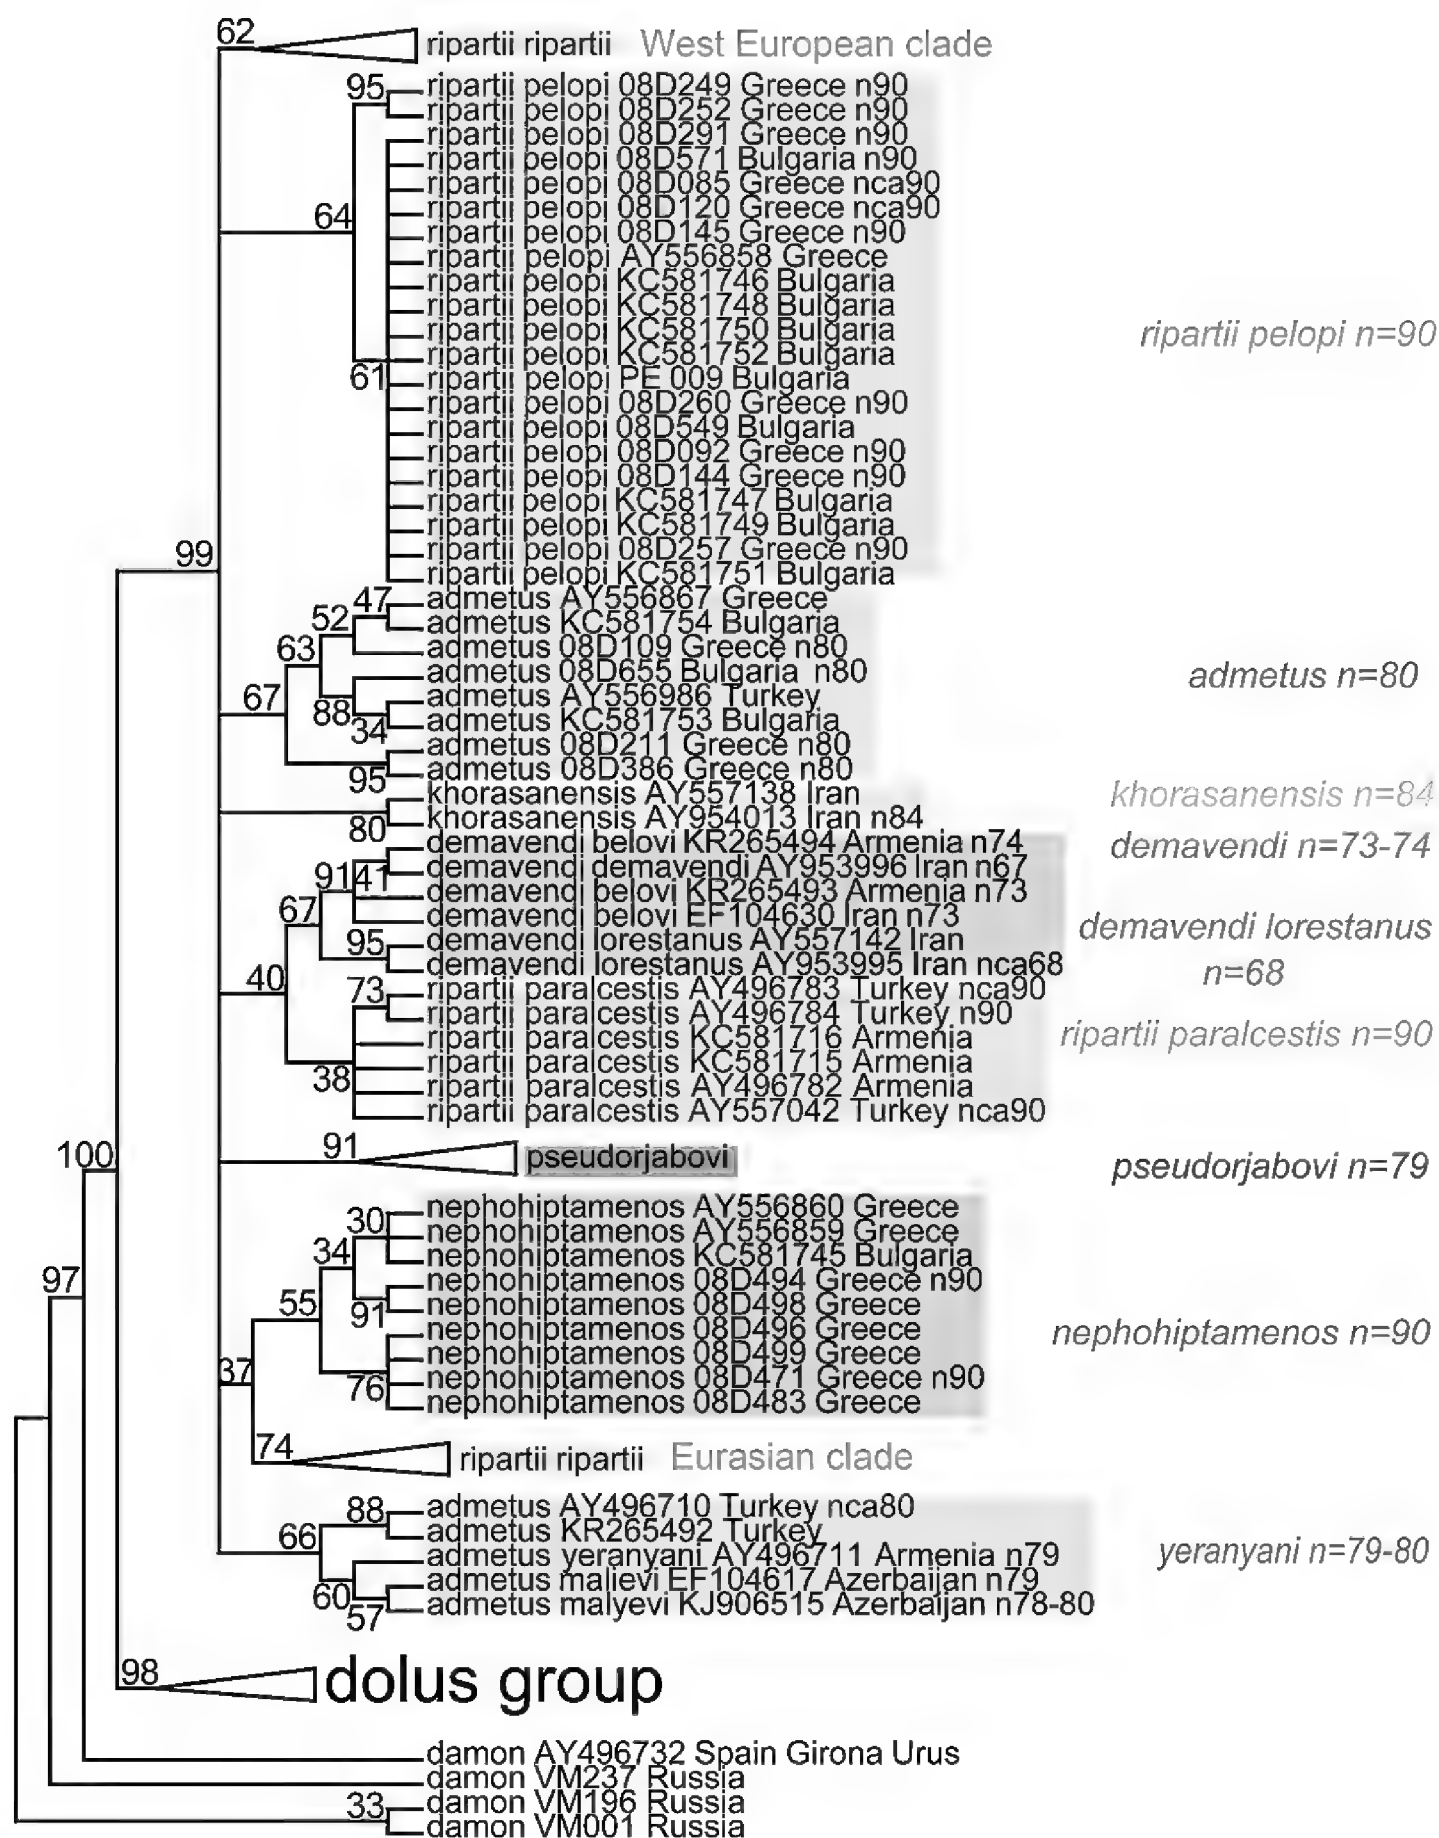 62
ripartii ripartii West European clade
95
ripartii pelopi 08D249 Greece n90
ripartii pelopi 08D252 Greece n90
ripartii pelopi 08D291 Greece n90
ripartii pelopi 08D571 Bulgaria n90
ripartii pelopi 08D085 Greece nca90
64
ripartii pelopi 08D120 Greece nca90
ripartii pelopi 08D145 Greece n90
ripartii pelopi AY556858 Greece
ripartii pelopi KC581746 Bulgaria
ripartii pelopi KC581748 Bulgaria
ripartii pelopi KC581750 Bulgaria
ripartii pelopi n=90
ripartii pelopi KC581752 Bulgaria
61
ripartii pelopi PE 009 Bulgaria
ripartii pelopi 08D260 Greece n90
ripartii pelopi 08D549 Bulgaria
ripartii pelopi 08D092 Greece n90
ripartii pelopi 08D144 Greece n90
ripartii pelopi KC581747 Bulgaria
ripartii pelopi KC581749 Bulgaria
99
ripartii pelopi 08D257 Greece n90
ripartii pelopi KC581751 Bulgaria
47
admetus AY556867 Greece
52
admetus KC581754 Bulgaria
63
admetus 08D109 Greece n80
admetus 08D655 Bulgaria n80
admetus n=80
67
admetus AY556986 Turkey
88
34
admetus KC581753 Bulgaria
admetus 08D211 Greece n80
95
admetus 08D386 Greece n80
khorasanensis AY557138 Iran
khorasanensis n=84
khorasanensis AY954013 Iran n84
80
demavendi belovi KR265494 Armenia n74
demavendi n=73-74
demavendi demavendi AY953996 Iran n67
91
41
demavendi belovi KR265493 Armenia n73
67
demavendi belovi EF104630 Iran n73
demavendi lorestanus
n=68
95
demavendi lorestanus AY557142 Iran
demavendi lorestanus AY953995 Iran nca68
40
73
ripartii paralcestis AY496783 Turkey nca90
ripartii paralcestis AY496784 Turkey n90
ripartii paralcestis KC581716 Armenia
ripartii paralcestis n=90
ripartii paralcestis KC581715 Armenia
38
ripartii paralcestis AY496782 Armenia
ripartii paralcestis AY557042 Turkey nca90
100
91
pseudorjabovi
pseudorjabovi n=79
nephohiptamenos AY556860 Greece
30
nephohiptamenos AY556859 Greece
34
nephohiptamenos KC581745 Bulgaria
97
nephohiptamenos 08D494 Greece n90
55
91
nephohiptamenos 08D498 Greece
nephohiptamenos 08D496 Greece
nephohiptamenos n=90
nephohiptamenos 08D499 Greece
37
nephohiptamenos 08D471 Greece n90
76
nephohiptamenos 08D483 Greece
74
ripartii ripartii Eurasian clade
88
admetus AY496710 Turkey nca80
66
admetus KR265492 Turkey
admetus yeranyani AY496711 Armenia n79
yeranyani n=79-80
admetus malievi EF104617 Azerbaijan n79
60
57
admetus malyevi KJ906515 Azerbaijan n78-80
98
dolus group
damon AY496732 Spain Girona Urus
damon VM237 Russia
33
damon VM196 Russia
damon VM001 Russia